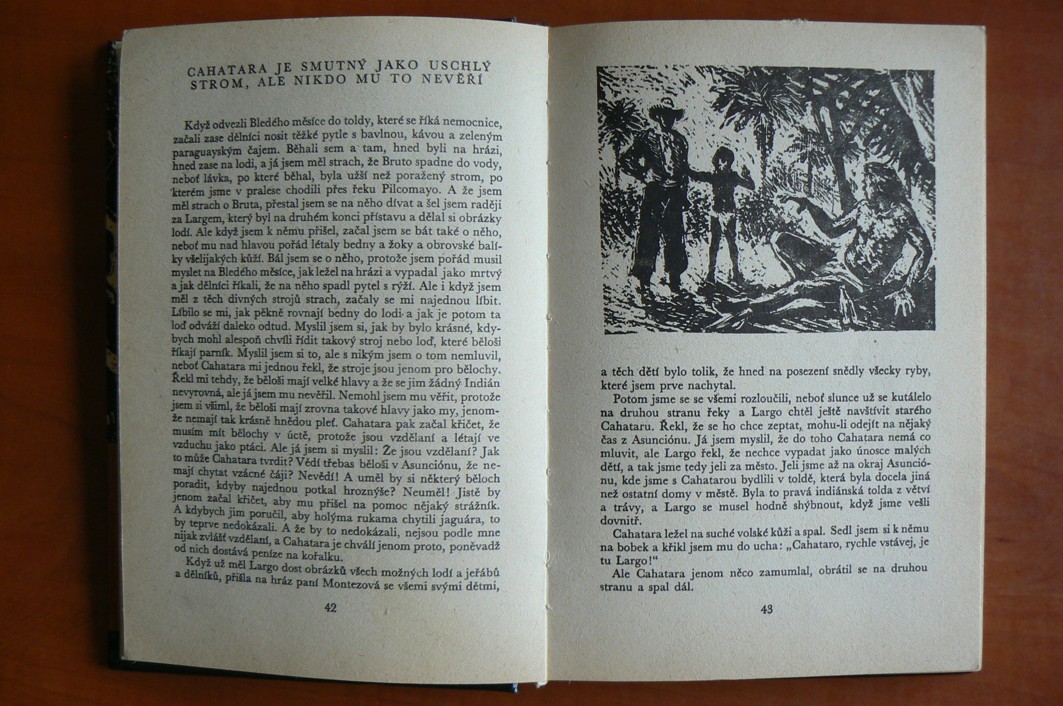 CAHATARA JE SMUTNÝ JAKO USCHLÝ
STROM, ALE NIKDO MU TO NEVĚŘÍ
Když odvezli Bledého měsíce do toldy, které se říká nemocnice,
začali zase dělníci nosit těžké pytle s bavlnou, kávou a zeleným
paraguayským čajem. Běhali sem a tam, hned byli na hrázi,
hned zase na lodi, a já jsem měl strach, že Bruto spadne do vody,
neboť lávka, po které běhal, byla užší než poražený strom, po
kterém jsme v pralese chodili přes řeku Pilcomayo. A že jsem
měl strach o Bruta, přestal jsem se na něho dívat a šel jsem raději
za Largem, který byl na druhém konci přístavu a dělal si obrázky
lodí. Ale když jsem k němu přišel, začal jsem se bát také o něho,
neboť mu nad hlavou pořád létaly bedny a žoky a obrovské balí-
ky všelijakých kůží. Bál jsem se o něho, protože jsem pořád musil
myslet na Bledého měsíce, jak ležel na hrázi a vypadal jako mrtvý
a jak dělníci říkali, že na něho spadl pytel s rýží. Ale i když jsem
měl z těch divných strojů strach, začaly se mi najednou líbit.
Líbilo se mi, jak pěkně rovnají bedny do lodi a jak je potom ta
loď odváží daleko odtud. Myslil jsem si, jak by bylo krásné, kdy-
bych mohl alespoň chvíli řídit takový stroj nebo loď, které běloši
říkají parník. Myslil jsem si to, ale s nikým jsem o tom nemluvil,
neboť Cahatara mi jednou řekl, že stroje jsou jenom pro bělochy.
Řekl mi tehdy, že běloši mají velké hlavy a že se jim žádný Indián
nevyrovná, ale já jsem mu nevěřil. Nemohl jsem mu věřit, protože
jsem si všiml, že běloši mají zrovna takové hlavy jako my, jenom-
že nemají tak krásně hnědou pleť. Cahatara pak začal křičet, že
musím mít bělochy v úctě, protože jsou vzdělaní a létají ve
vzduchu jako ptáci. Ale já jsem si myslil: Že jsou vzdělaní? Jak
to může Cahatara tvrdit? Vědí třebas běloši v Asunciónu, že ne-
mají chytat vzácné čáji? Nevědí! A uměl by si některý běloch
poradit, kdyby najednou potkal hroznýše? Neuměl! Jistě by
jenom začal křičet, aby mu přišel na pomoc nějaký strážník.
A kdybych jim poručil, aby holýma rukama chytili jaguára, to
by teprve nedokázali. A že by to nedokázali, nejsou podle mne
nijak zvlášť vzdělaní, a Cahatara je chválí jenom proto, poněvadž
od nich dostává peníze na kořalku.
Když už měl Largo dost obrázků všech možných lodí a jeřábů
a dělníků, přišla na hráz paní Montezová se všemi svými dětmi,
42
a těch dětí bylo tolik, že hned na posezení snědly všecky ryby,
které jsem prve nachytal.
Potom jsme se se všemi rozloučili, neboť slunce už se kutálelo
na druhou stranu řeky a Largo chtěl ještě navštívit starého
Cahataru. Řekl, že se ho chce zeptat, mohu-li odejít na nějaký
čas z Asunciónu. Já jsem myslil, že do toho Cahatara nemá co
mluvit, ale Largo řekl, že nechce vypadat jako únosce malých
dětí, a tak jsme tedy jeli za město. Jeli jsme až na okraj Asunció-
nu, kde jsme s Cahatarou bydlili v toldě, která byla docela jiná
než ostatní domy v městě. Byla to pravá indiánská tolda z větví
a trávy, a Largo se musel hodně shýbnout, když jsme vešli
dovnitř.
Cahatara ležel na suché volské kůži a spal. Sedl jsem si k němu
na bobek a křikl jsem mu do ucha: „Cahataro, rychle vstávej, je
tu Largo!“
Ale Cahatara jenom něco zamumlal, obrátil se na druhou
stranu a spal dál.
43